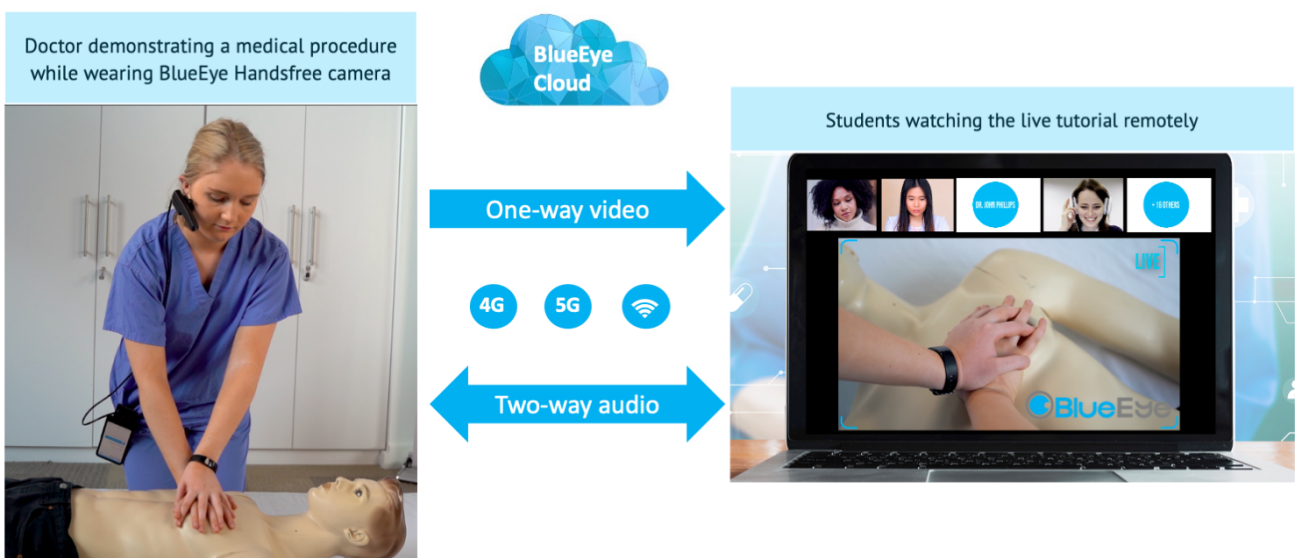 Doctor demonstrating a medical procedure
while wearing BlueEye Handsfree camera
BlueEye
Cloud
One-way video
4G
5G
Two-way audio
Students watching the live tutorial remotely
DR. JOHN PHILLIPS
+ 16 OTHERS
LIVE
BlueEye